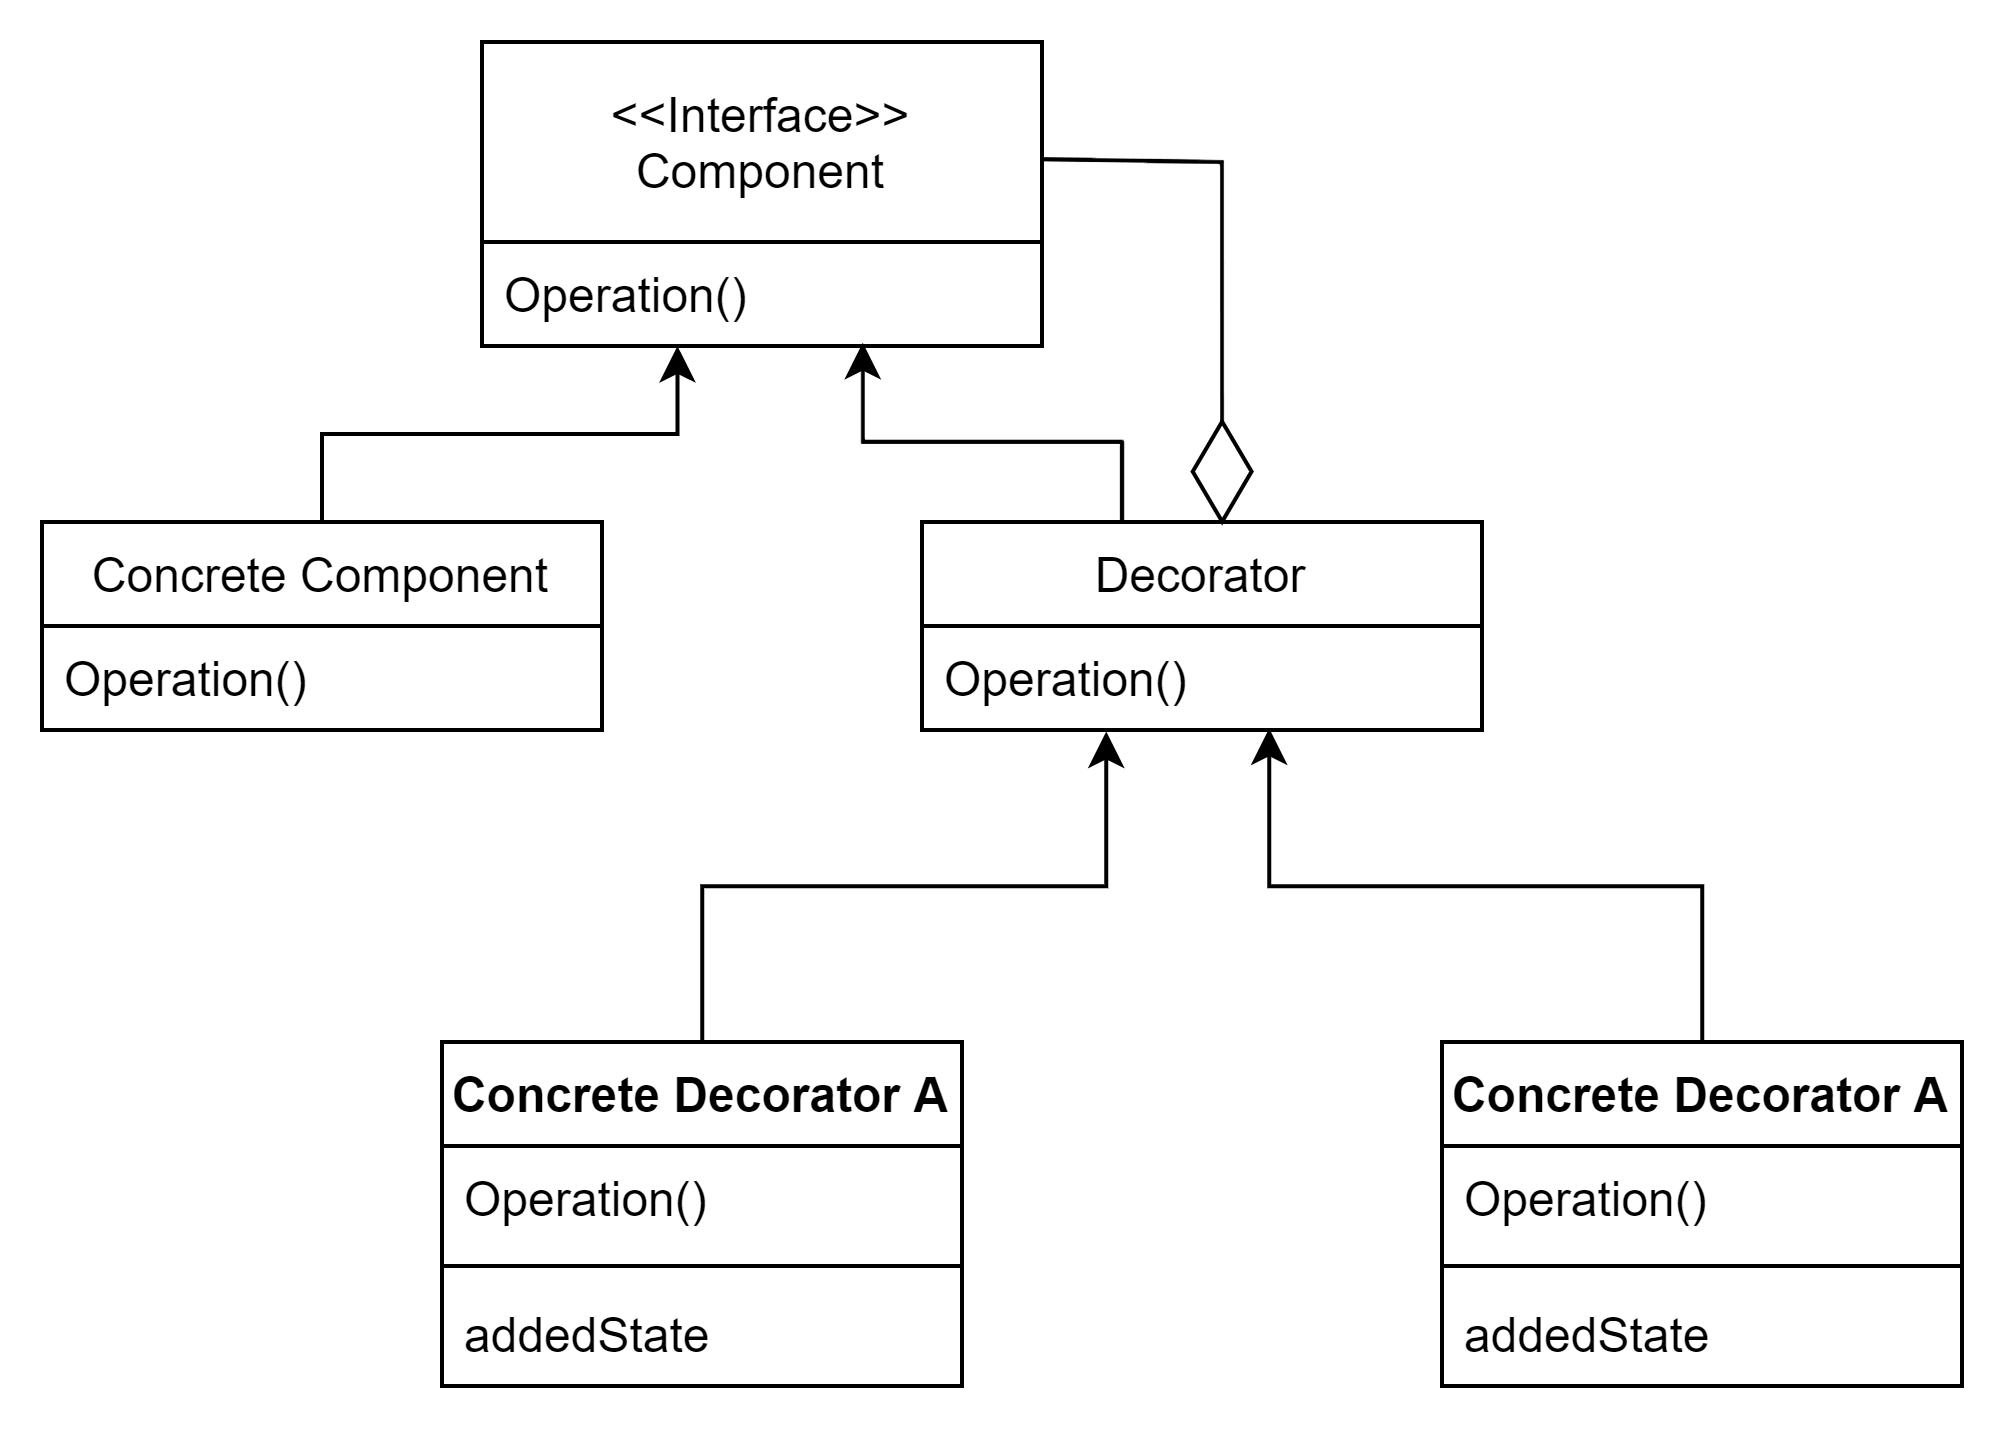 <<Interface>>
Component
Operation()
Concrete Component
Operation()
Decorator
Operation()
Concrete Decorator A
Operation()
addedState
Concrete Decorator A
Operation()
addedState